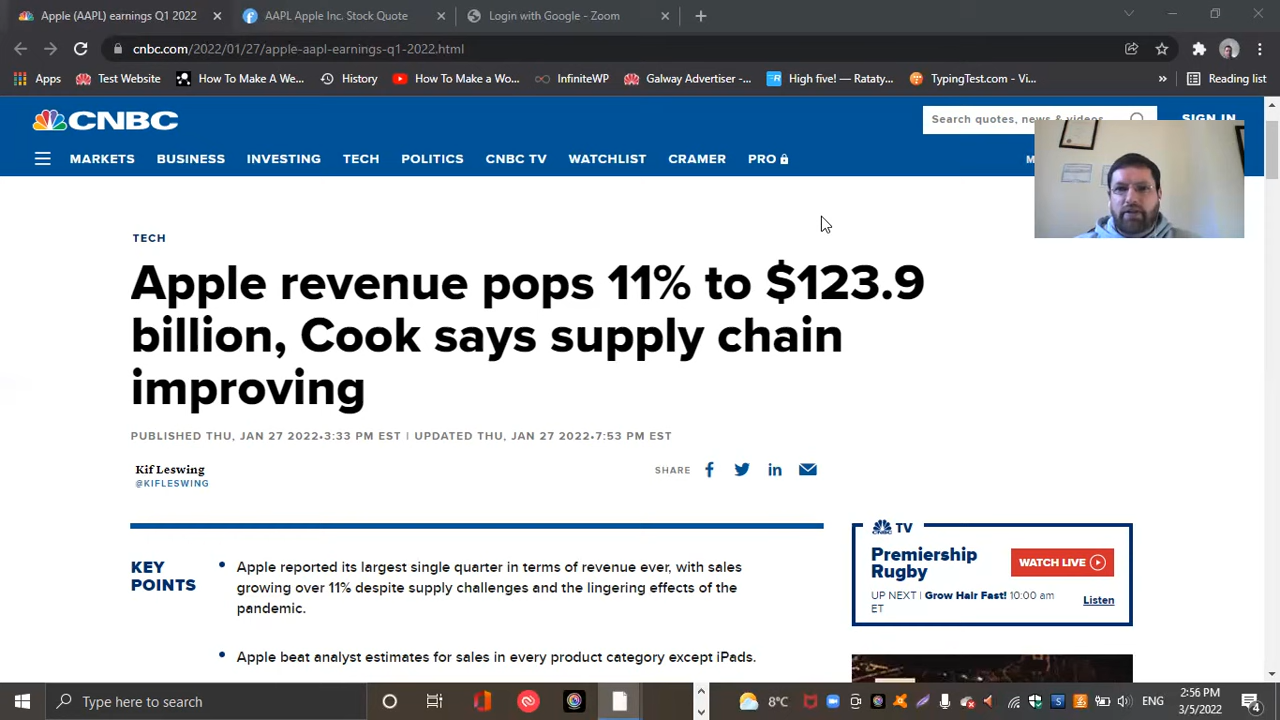 Apple (AAPL) earnings Q1 2022
AAPL Apple Inc. Stock Quote
Login with Google - Zoom
cnbc.com/2022/01/27/apple-aapl-earnings-q1-2022.html
Apps
Test Website
How To Make A We...
History
How To Make A Wo...
InfiniteWP
Galway Advertiser -...
High five! — Rataty...
TypingTest.com - Vi...
»
Reading list
CNBC
Search quotes, news & videos
SIGN IN
MARKETS BUSINESS INVESTING TECH POLITICS CNBC TV WATCHLIST CRAMER PRO
TECH
Apple revenue pops 11% to $123.9
billion, Cook says supply chain
improving
PUBLISHED THU, JAN 27 2022•3:33 PM EST | UPDATED THU, JAN 27 2022•7:53 PM EST
Kif Leswing
@KIFLESWING
SHARE
KEY
POINTS
Apple reported its largest single quarter in terms of revenue ever, with sales
growing over 11% despite supply challenges and the lingering effects of the
pandemic.
Apple beat analyst estimates for sales in every product category except iPads.
CNBC TV
Premiership
Rugby
WATCH LIVE
UP NEXT | Grow Hair Fast! 10:00 am
ET
Listen
Type here to search
8°C
ENG
2:56 PM
3/5/2022
4